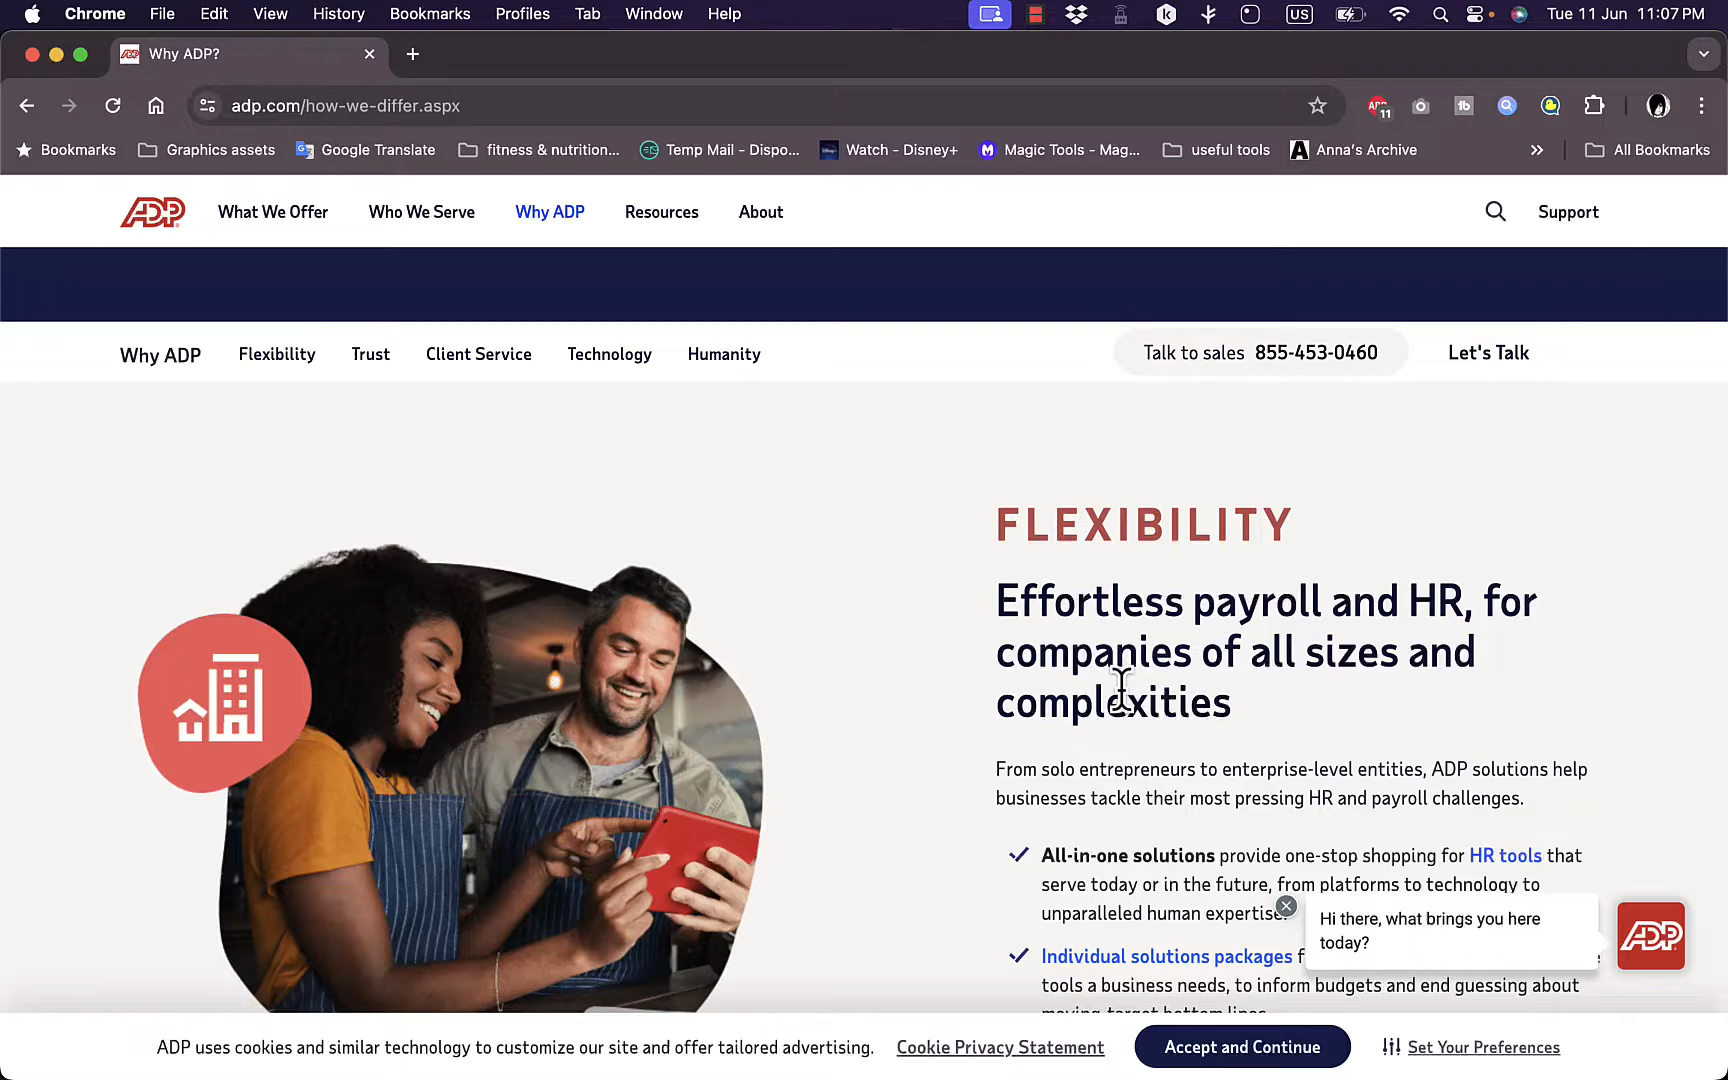 Chrome File Edit View History Bookmarks Profiles Tab Window Help US Tue 11 Jun 11:07 PM
ADP Why ADP?
adp.com/how-we-differ.aspx ABP 11 tb
Bookmarks Graphics assets Google Translate fitness & nutrition... Temp Mail - Dispo... Watch - Disney+ Magic Tools - Mag... useful tools Anna's Archive » All Bookmarks
ADP What We Offer Who We Serve Why ADP Resources About Support
Why ADP Flexibility Trust Client Service Technology Humanity Talk to sales 855-453-0460 Let's Talk
FLEXIBILITY
Effortless payroll and HR, for
companies of all sizes and
complexities
From solo entrepreneurs to enterprise-level entities, ADP solutions help
businesses tackle their most pressing HR and payroll challenges.
All-in-one solutions provide one-stop shopping for HR tools that
serve today or in the future, from platforms to technology to
unparalleled human expertise.
Individual solutions packages
tools a business needs, to inform budgets and end guessing about
moving-target bottom lines.
Hi there, what brings you here
today?
ADP
ADP uses cookies and similar technology to customize our site and offer tailored advertising. Cookie Privacy Statement Accept and Continue Set Your Preferences